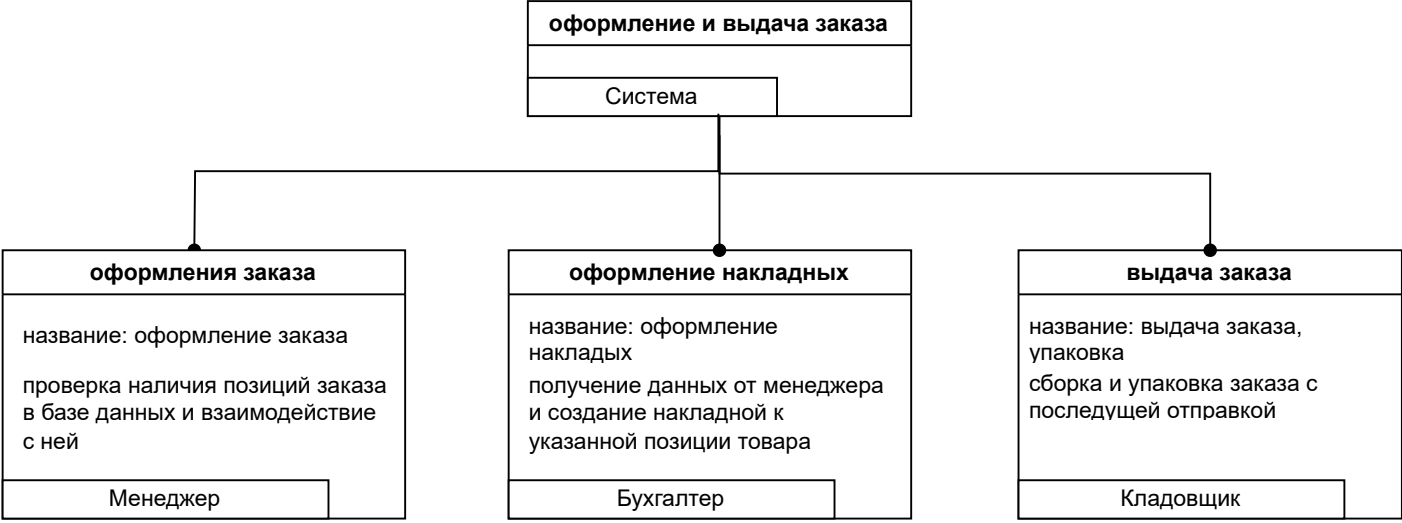 оформление и выдача заказа
Система
оформления заказа
название: оформление заказа
проверка наличия позиций заказа
в базе данных и взаимодействие
с ней
Менеджер
оформление накладных
название: оформление
накладых
получение данных от менеджера
и создание накладной к
указанной позиции товара
Бухгалтер
выдача заказа
название: выдача заказа,
упаковка
сборка и упаковка заказа с
последущей отправкой
Кладовщик